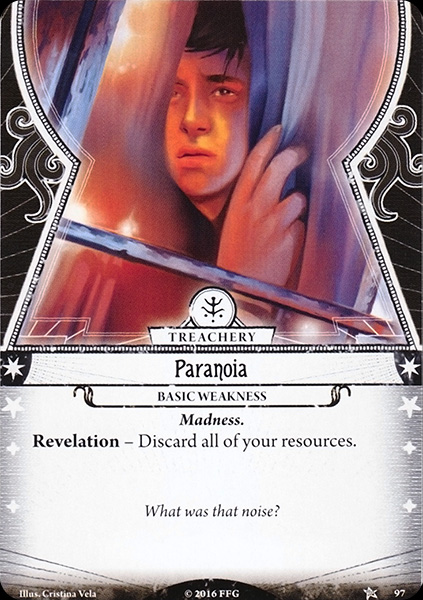 TREACHERY
Paranoia
BASIC WEAKNESS
Madness.
Revelation – Discard all of your resources.
What was that noise?
Illus. Cristina Vela © 2016 FFG 97